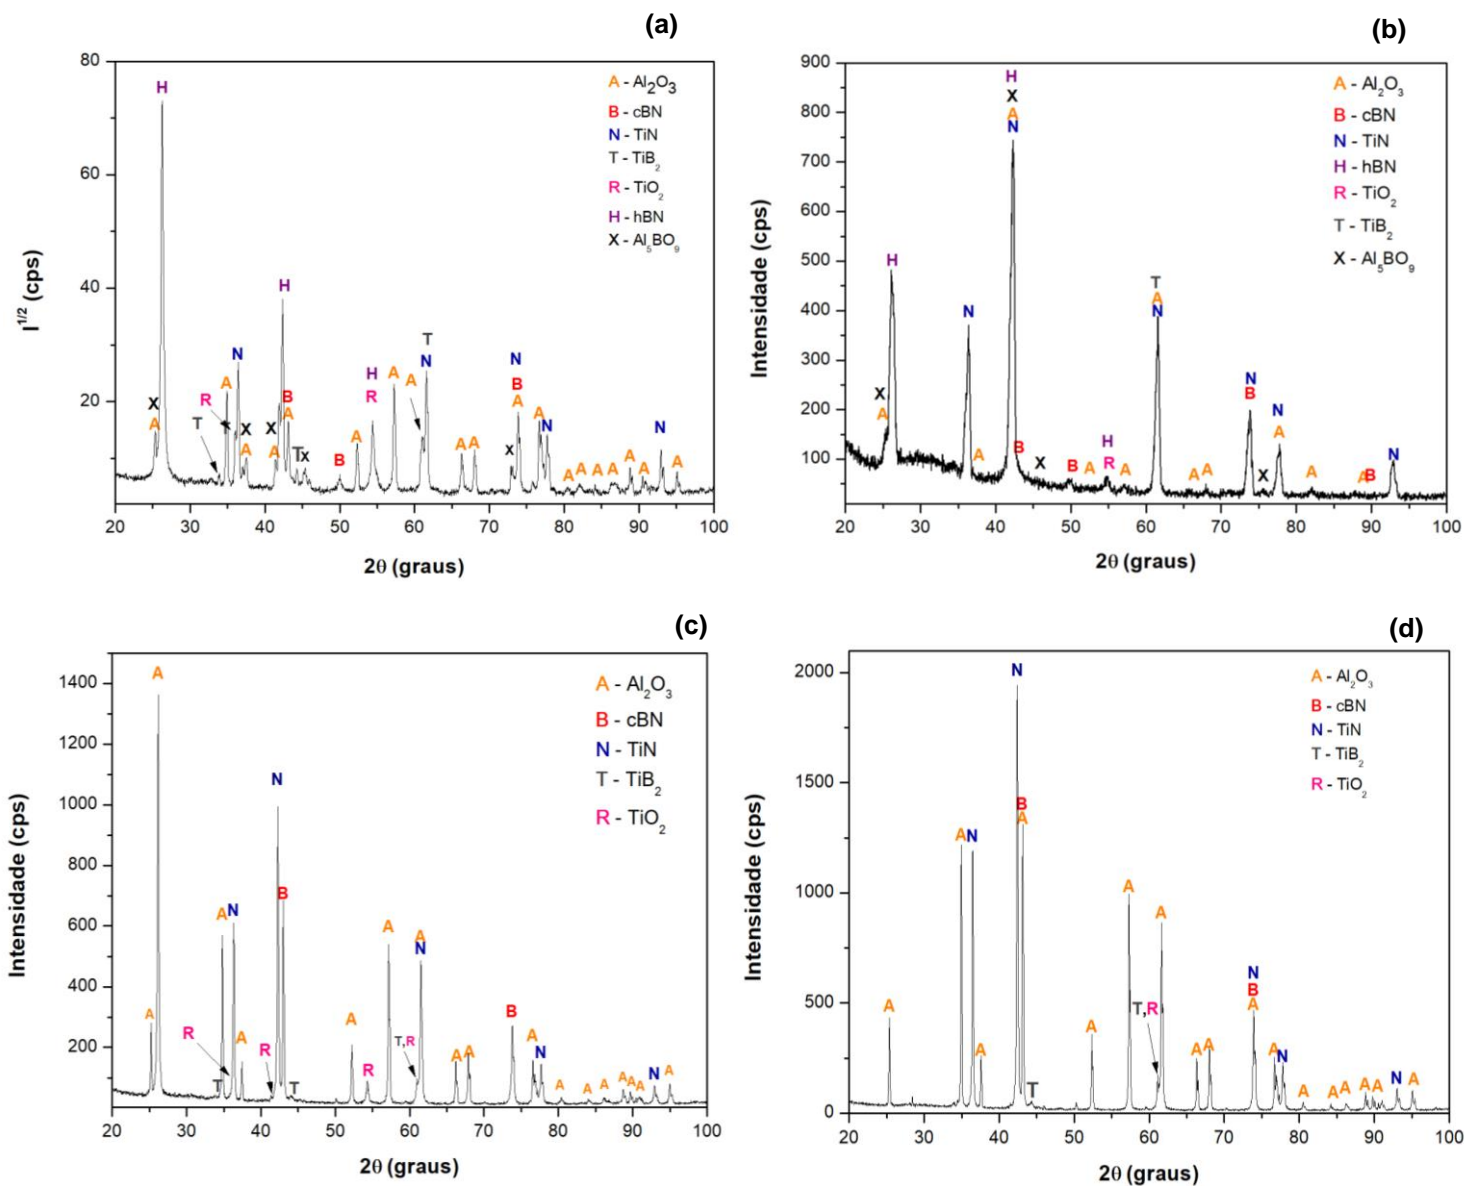 (a)
80
60
40
20
I^1/2 (cps)
H
A - Al₂O₃
B - cBN
N - TiN
T - TiB₂
R - TiO₂
H - hBN
X - Al₅BO₉
H
T
A
A
N
N
N
H
R
B
A
A
R
T
B
A
X
A
X
A
X
A
T
X
B
A
A
A
X
A
N
N
A
A
A
A
A
A
A
T
20 30 40 50 60 70 80 90 100
2θ (graus)
(b)
900
800
700
600
500
400
300
200
100
Intensidade (cps)
H
X
A
N
A - Al₂O₃
B - cBN
N - TiN
H - hBN
R - TiO₂
T - TiB₂
X - Al₅BO₉
H
N
T
A
N
X
A
A
B
X
B
A
H
R
A
A
A
N
B
X
N
A
A
A
B
N
20 30 40 50 60 70 80 90 100
2θ (graus)
(c)
1400
1200
1000
800
600
400
200
Intensidade (cps)
A
A - Al₂O₃
B - cBN
N - TiN
T - TiB₂
R - TiO₂
N
B
A
N
A
A
N
A
R
T
A
R
T
A
R
T,R
A
A
B
A
N
A
A
A
A
A
A
N
A
20 30 40 50 60 70 80 90 100
2θ (graus)
(d)
2000
1500
1000
500
0
Intensidade (cps)
N
A - Al₂O₃
B - cBN
N - TiN
T - TiB₂
R - TiO₂
B
A
A
N
A
A
A
A
T
A
T,R
A
A
N
B
A
A
N
A
A
A
A
A
N
A
20 30 40 50 60 70 80 90 100
2θ (graus)